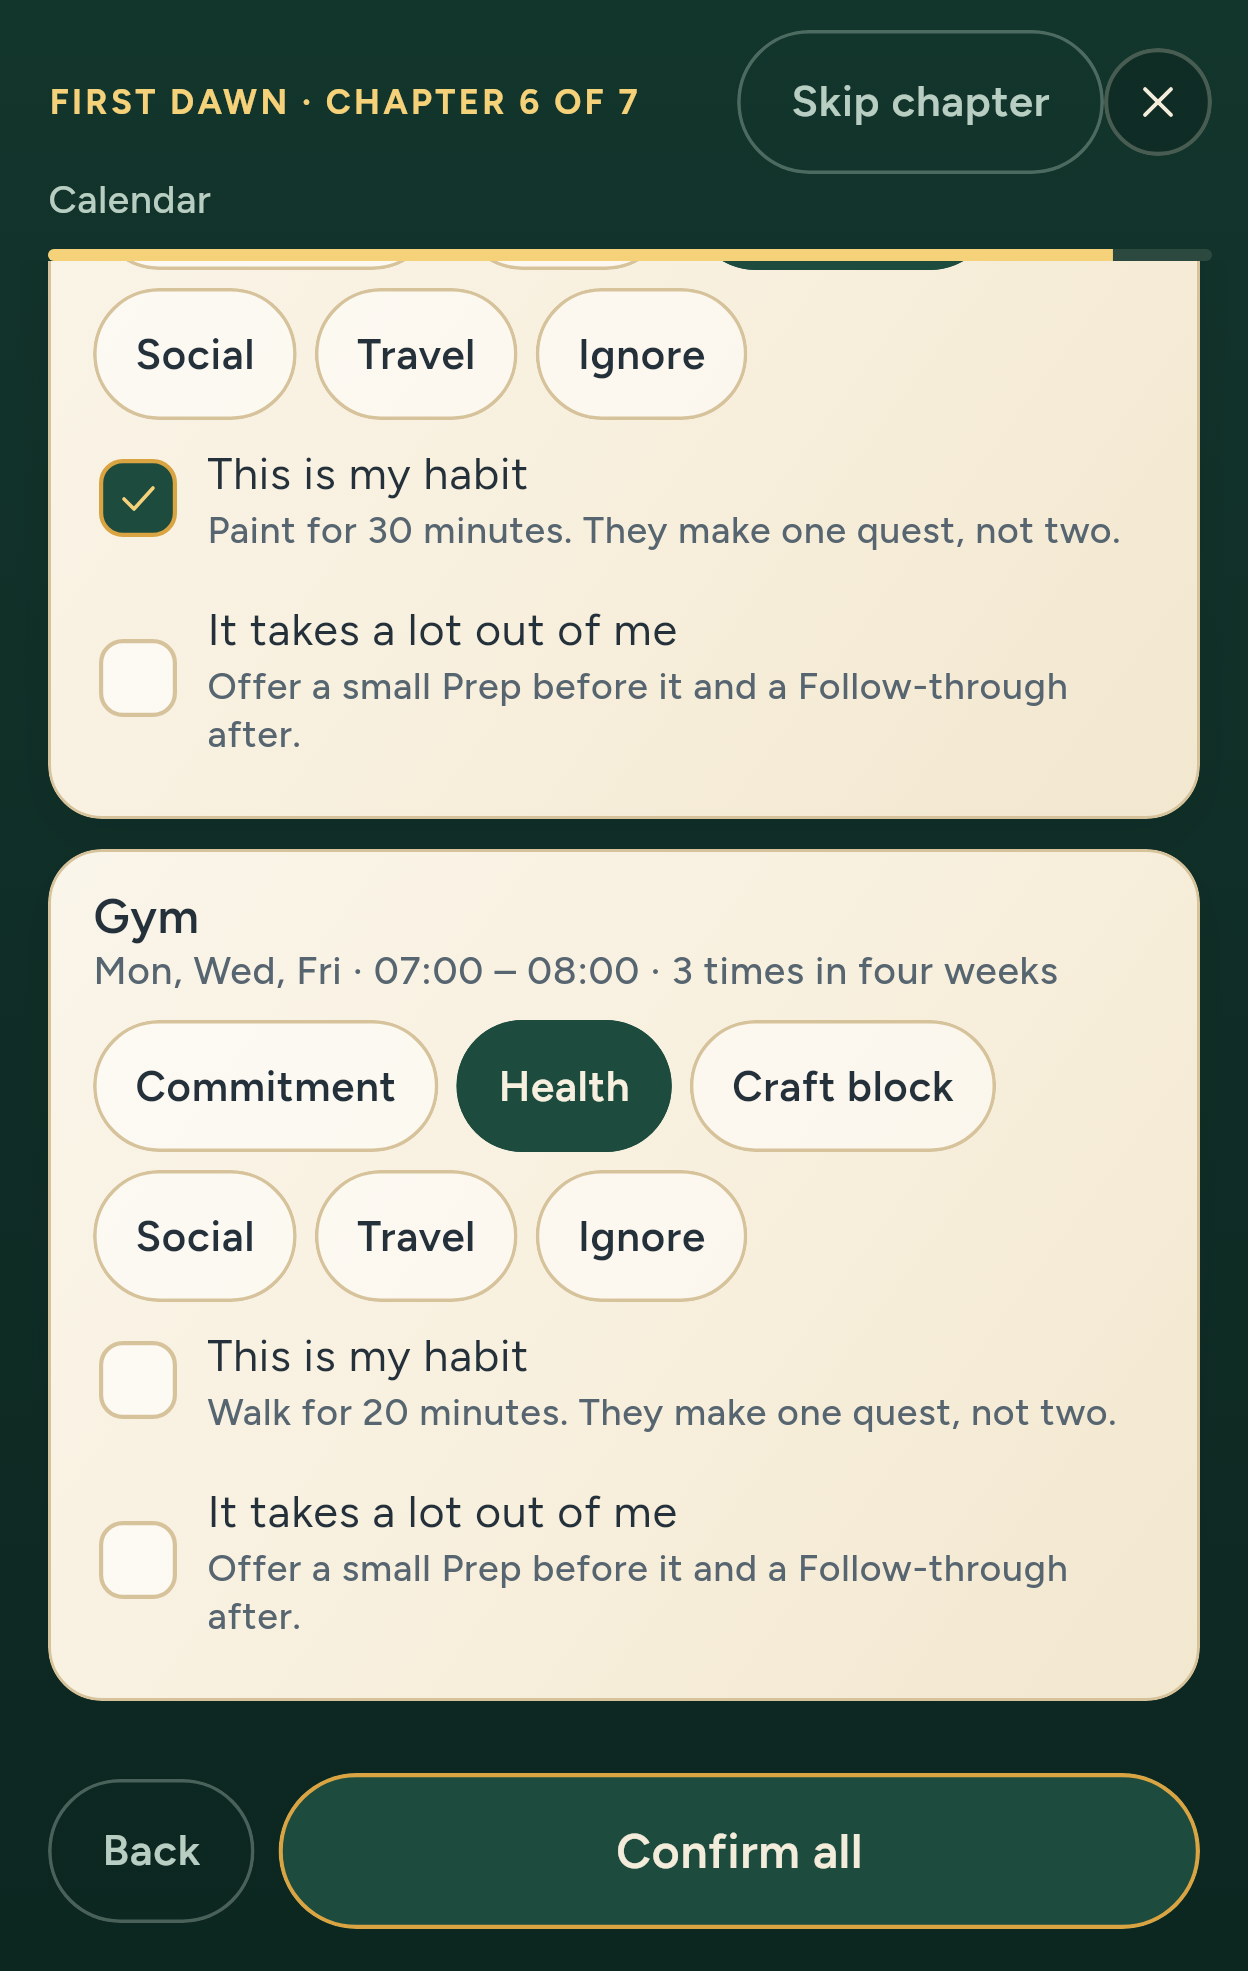 FIRST DAWN · CHAPTER 6 OF 7
Skip chapter
Calendar
Social
Travel
Ignore
This is my habit
Paint for 30 minutes. They make one quest, not two.
It takes a lot out of me
Offer a small Prep before it and a Follow-through
after.
Gym
Mon, Wed, Fri · 07:00 – 08:00 · 3 times in four weeks
Commitment
Health
Craft block
Social
Travel
Ignore
This is my habit
Walk for 20 minutes. They make one quest, not two.
It takes a lot out of me
Offer a small Prep before it and a Follow-through
after.
Back
Confirm all